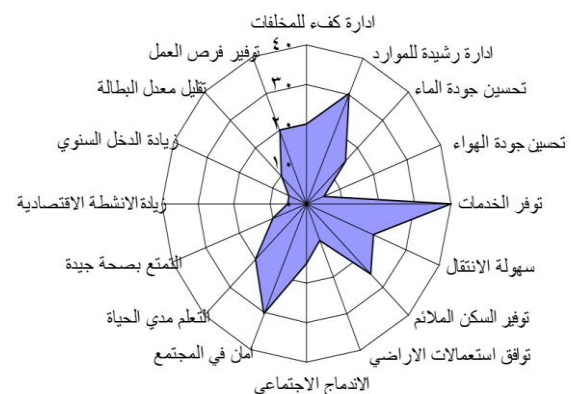 ادارة كفء للمخلفات
ادارة رشيدة للموارد
تحسين جودة الماء
تحسين جودة الهواء
توفر الخدمات
سهولة الانتقال
توفير السكن الملائم
توافق استعمالات الاراضي
الاندماج الاجتماعي
امان في المجتمع
التعلم مدي الحياة
التمتع بصحة جيدة
زيادة الانشطة الاقتصادية
زيادة الدخل السنوي
تقليل معدل البطالة
توفير فرص العمل
٤٠
٣٠
٢٠
١٠